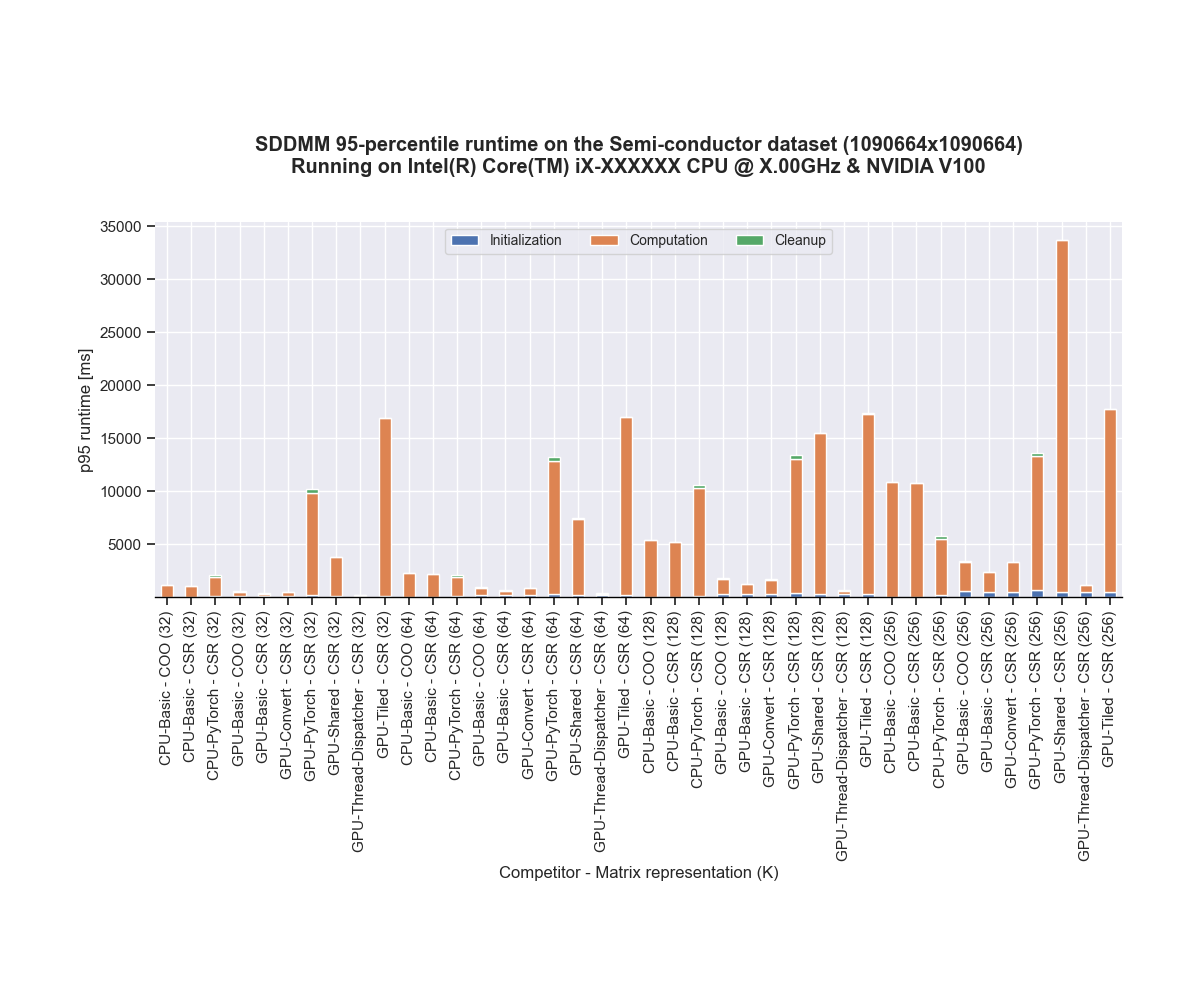 SDDMM 95-percentile runtime on the Semi-conductor dataset (1090664x1090664)
Running on Intel(R) Core(TM) iX-XXXXXX CPU @ X.00GHz & NVIDIA V100
Initialization
Computation
Cleanup
p95 runtime [ms]
35000
30000
25000
20000
15000
10000
5000
CPU-Basic - COO (32)
CPU-Basic - CSR (32)
CPU-PyTorch - CSR (32)
GPU-Basic - COO (32)
GPU-Basic - CSR (32)
GPU-Convert - CSR (32)
GPU-PyTorch - CSR (32)
GPU-Shared - CSR (32)
GPU-Thread-Dispatcher - CSR (32)
GPU-Tiled - CSR (32)
CPU-Basic - COO (64)
CPU-Basic - CSR (64)
CPU-PyTorch - CSR (64)
GPU-Basic - COO (64)
GPU-Basic - CSR (64)
GPU-Convert - CSR (64)
GPU-PyTorch - CSR (64)
GPU-Shared - CSR (64)
GPU-Thread-Dispatcher - CSR (64)
GPU-Tiled - CSR (64)
CPU-Basic - COO (128)
CPU-Basic - CSR (128)
CPU-PyTorch - CSR (128)
GPU-Basic - COO (128)
GPU-Basic - CSR (128)
GPU-Convert - CSR (128)
GPU-PyTorch - CSR (128)
GPU-Shared - CSR (128)
GPU-Thread-Dispatcher - CSR (128)
GPU-Tiled - CSR (128)
CPU-Basic - COO (256)
CPU-Basic - CSR (256)
CPU-PyTorch - CSR (256)
GPU-Basic - COO (256)
GPU-Basic - CSR (256)
GPU-Convert - CSR (256)
GPU-PyTorch - CSR (256)
GPU-Shared - CSR (256)
GPU-Thread-Dispatcher - CSR (256)
GPU-Tiled - CSR (256)
Competitor - Matrix representation (K)